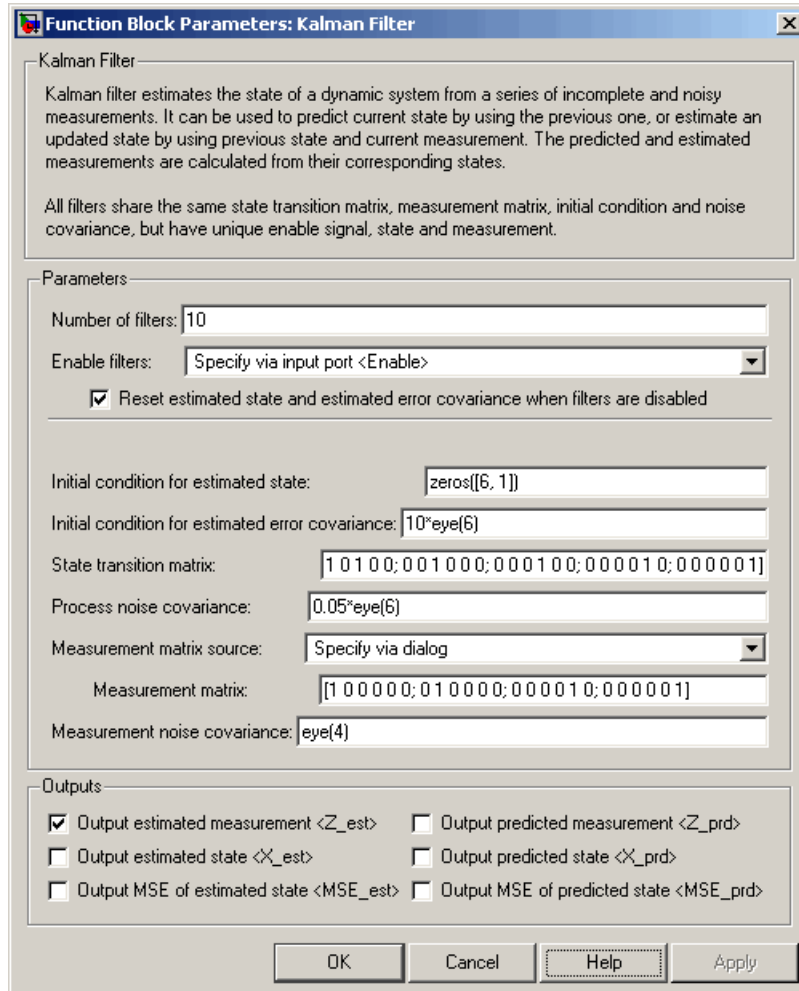 Function Block Parameters: Kalman Filter
Kalman Filter
Kalman filter estimates the state of a dynamic system from a series of incomplete and noisy
measurements. It can be used to predict current state by using the previous one, or estimate an
updated state by using previous state and current measurement. The predicted and estimated
measurements are calculated from their corresponding states.
All filters share the same state transition matrix, measurement matrix, initial condition and noise
covariance, but have unique enable signal, state and measurement.
Parameters
Number of filters: 10
Enable filters: Specify via input port <Enable>
Reset estimated state and estimated error covariance when filters are disabled
Initial condition for estimated state: zeros([6, 1])
Initial condition for estimated error covariance: 10*eye(6)
State transition matrix: 1 0 1 0 0; 0 0 1 0 0 0; 0 0 0 1 0 0; 0 0 0 0 1 0; 0 0 0 0 0 1]
Process noise covariance: 0.05*eye(6)
Measurement matrix source: Specify via dialog
Measurement matrix: [1 0 0 0 0 0; 0 1 0 0 0 0; 0 0 0 0 1 0; 0 0 0 0 0 1]
Measurement noise covariance: eye(4)
Outputs
Output estimated measurement <Z_est> Output predicted measurement <Z_prd>
Output estimated state <X_est> Output predicted state <X_prd>
Output MSE of estimated state <MSE_est> Output MSE of predicted state <MSE_prd>
OK Cancel Help Apply